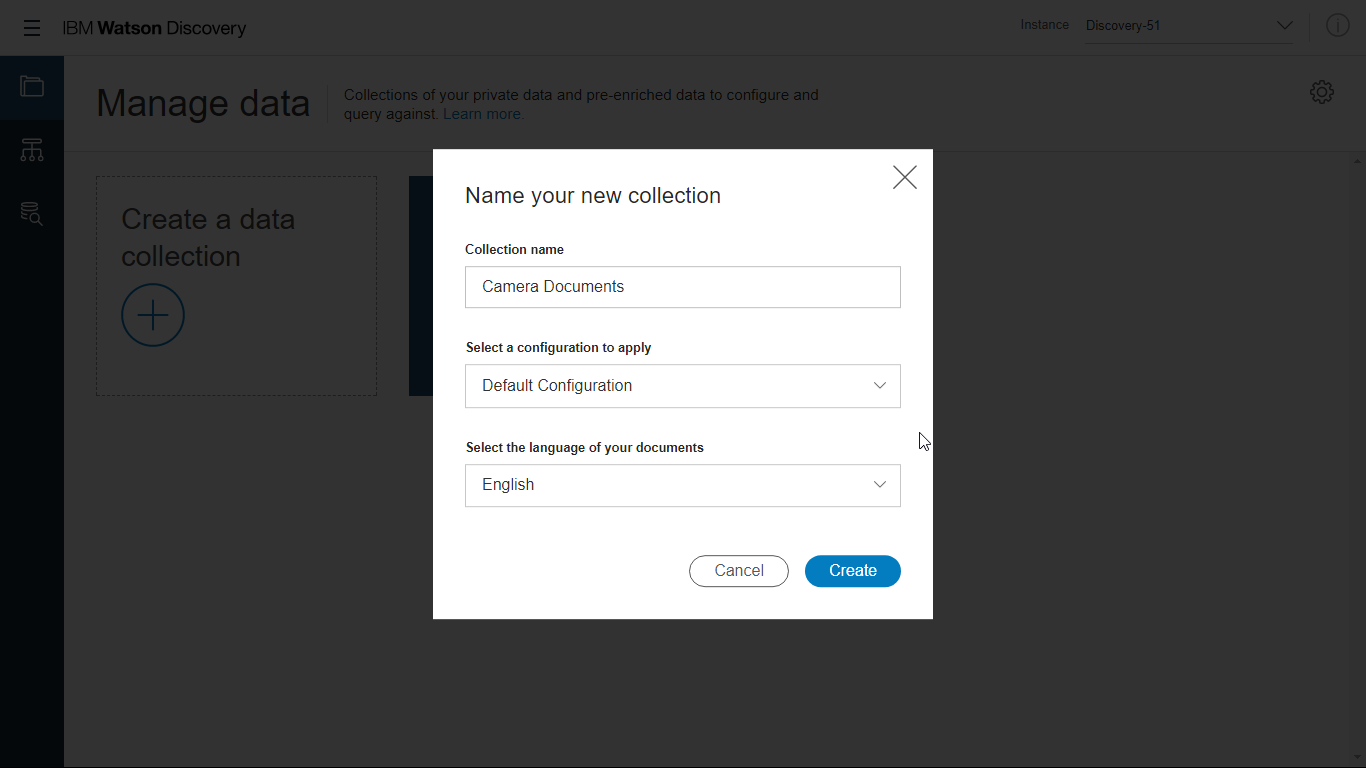 IBM Watson Discovery
Instance Discovery-51
Manage data
Collections of your private data and pre-enriched data to configure and
query against. Learn more.
Create a data
collection
Name your new collection
Collection name
Camera Documents
Select a configuration to apply
Default Configuration
Select the language of your documents
English
Cancel Create